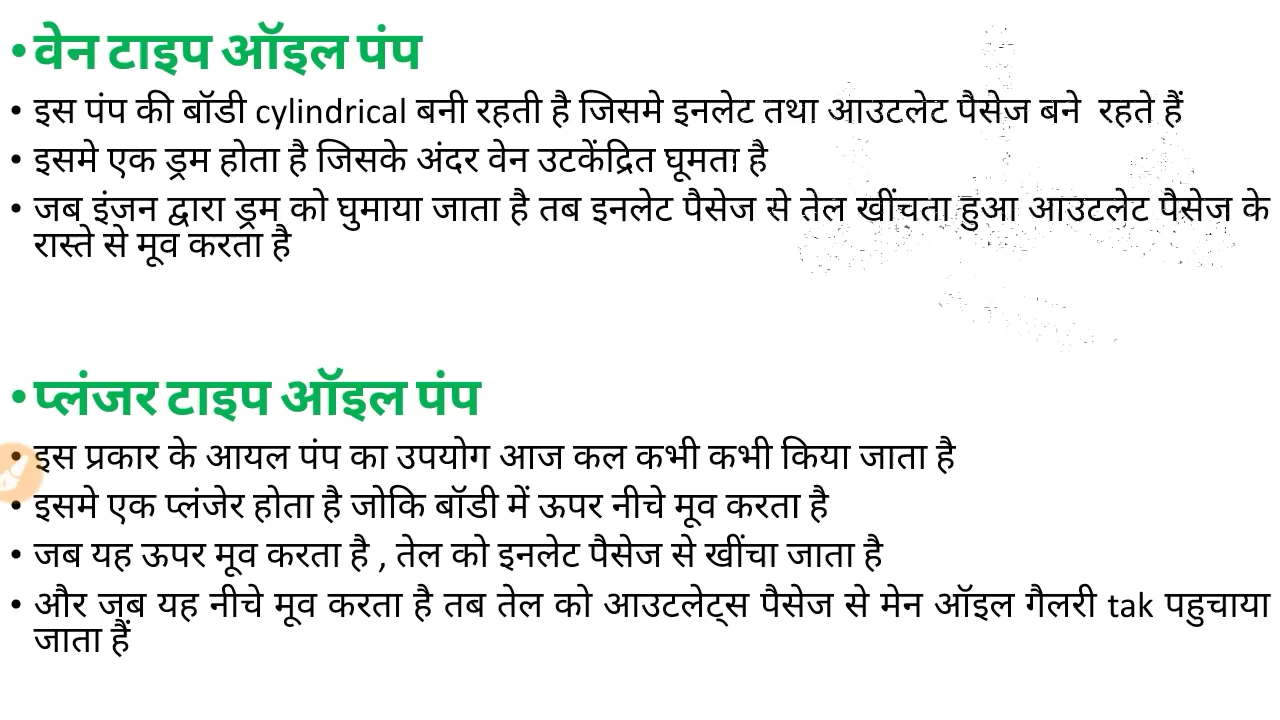 • वेन टाइप ऑइल पंप
• इस पंप की बॉडी cylindrical बनी रहती है जिसमे इनलेट तथा आउटलेट पैसेज बने रहते हैं
• इसमे एक ड्रम होता है जिसके अंदर वेन उटकेंद्रित घूमता है
• जब इंजन द्वारा ड्रम को घुमाया जाता है तब इनलेट पैसेज से तेल खींचता हुआ आउटलेट पैसेज के
रास्ते से मूव करता है
• प्लंजर टाइप ऑइल पंप
• इस प्रकार के आयल पंप का उपयोग आज कल कभी कभी किया जाता है
• इसमे एक प्लंजेर होता है जोकि बॉडी में ऊपर नीचे मूव करता है
• जब यह ऊपर मूव करता है , तेल को इनलेट पैसेज से खींचा जाता है
• और जब यह नीचे मूव करता है तब तेल को आउटलेट्स पैसेज से मेन ऑइल गैलरी tak पहुचाया
जाता हैं